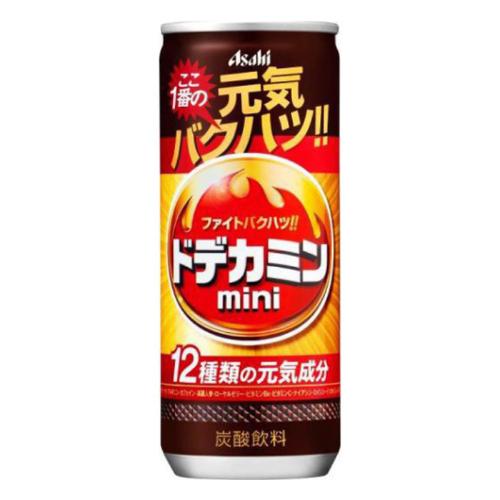 Asahi
ここ
1番の
元気
バクハツ!!
ファイトバクハツ!!
ドデカミン
mini
12種類の元気成分
炭酸飲料